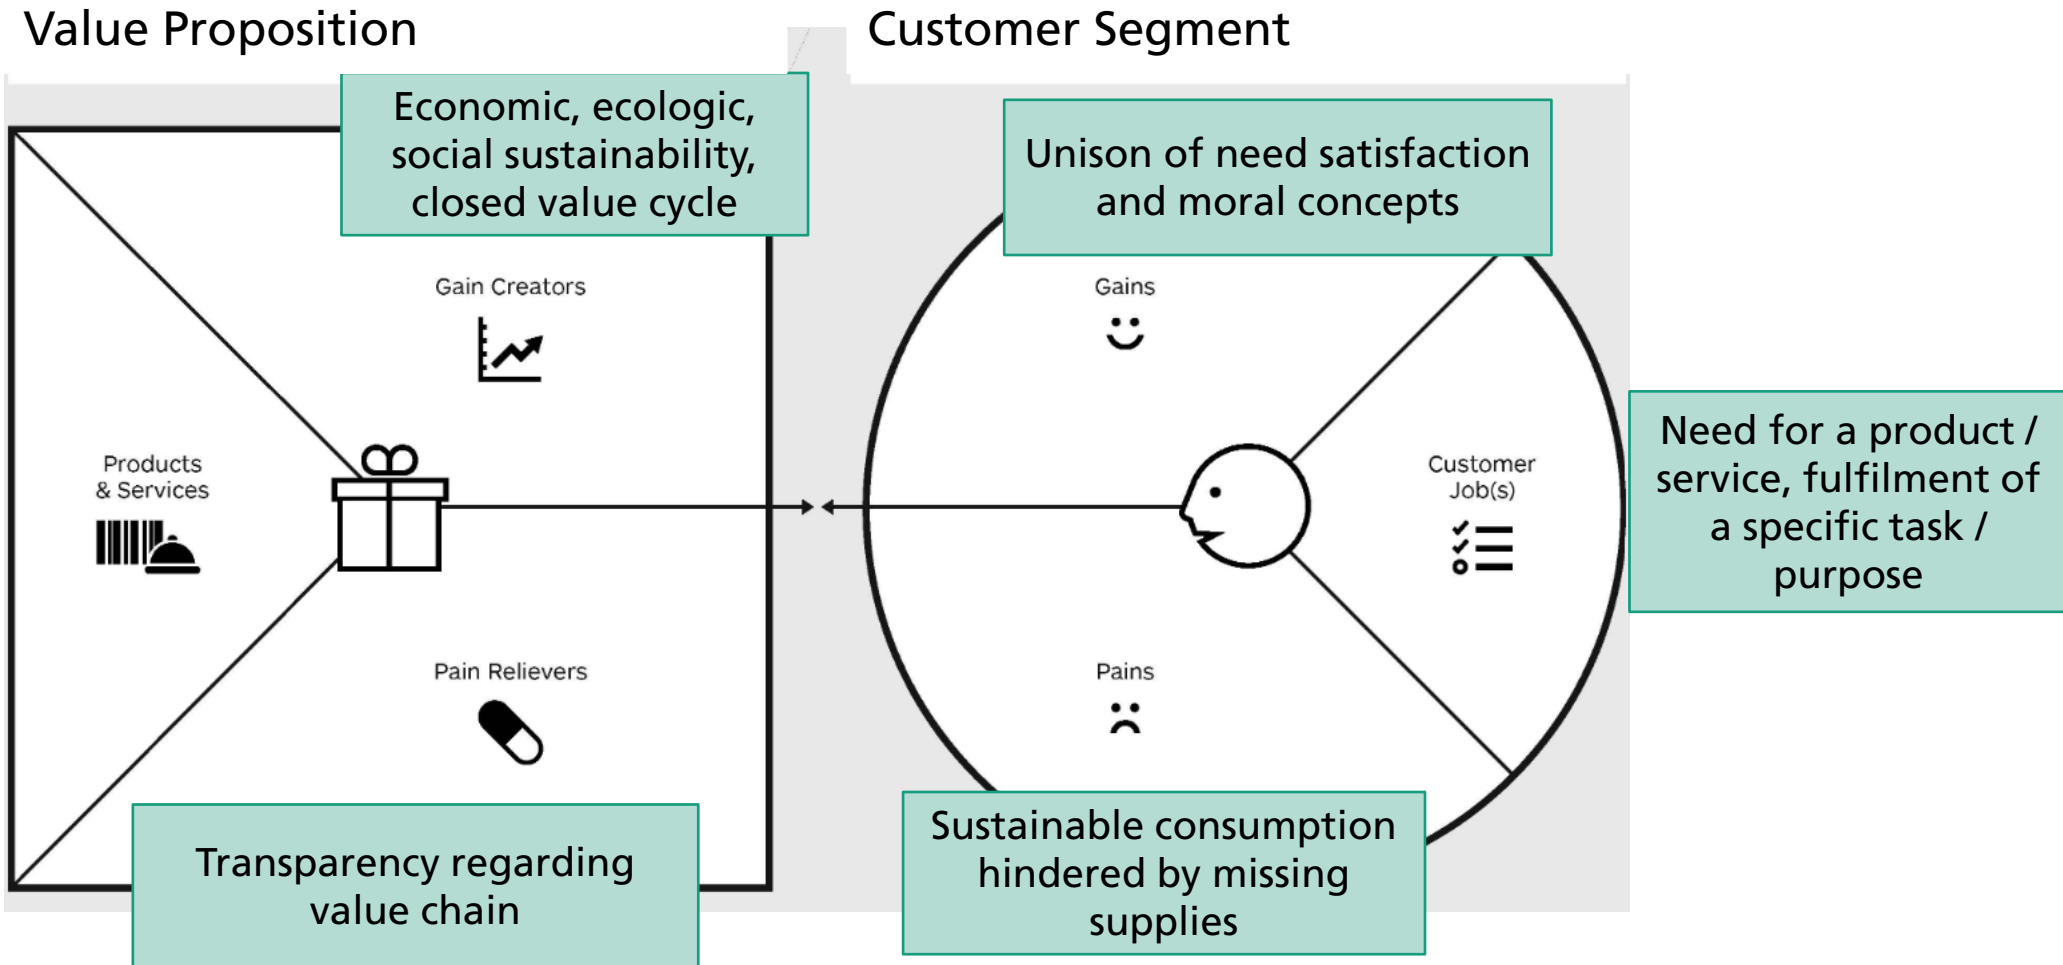 Value Proposition
Customer Segment
Economic, ecologic,
social sustainability,
closed value cycle
Gain Creators
Products
& Services
Pain Relievers
Transparency regarding
value chain
Unison of need satisfaction
and moral concepts
Gains
Customer
Job(s)
Need for a product /
service, fulfilment of
a specific task /
purpose
Pains
Sustainable consumption
hindered by missing
supplies